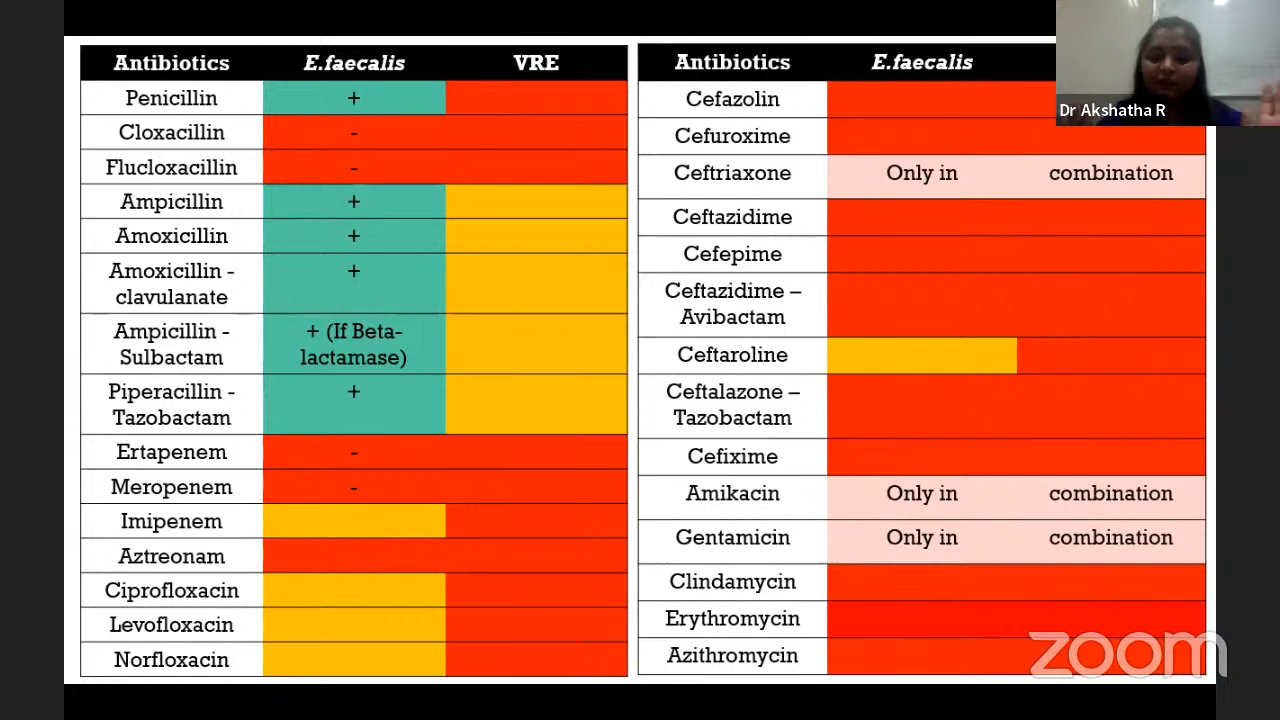 Antibiotics E.faecalis VRE
Penicillin +
Cloxacillin -
Flucloxacillin -
Ampicillin +
Amoxicillin +
Amoxicillin - +
clavulanate
Ampicillin - + (If Beta-
Sulbactam lactamase)
Piperacillin - +
Tazobactam
Ertapenem -
Meropenem -
Imipenem
Aztreonam
Ciprofloxacin
Levofloxacin
Norfloxacin
Antibiotics E.faecalis
Cefazolin
Cefuroxime
Ceftriaxone Only in combination
Ceftazidime
Cefepime
Ceftazidime –
Avibactam
Ceftaroline
Ceftalazone –
Tazobactam
Cefixime
Amikacin Only in combination
Gentamicin Only in combination
Clindamycin
Erythromycin
Azithromycin
Dr Akshatha R
zoom